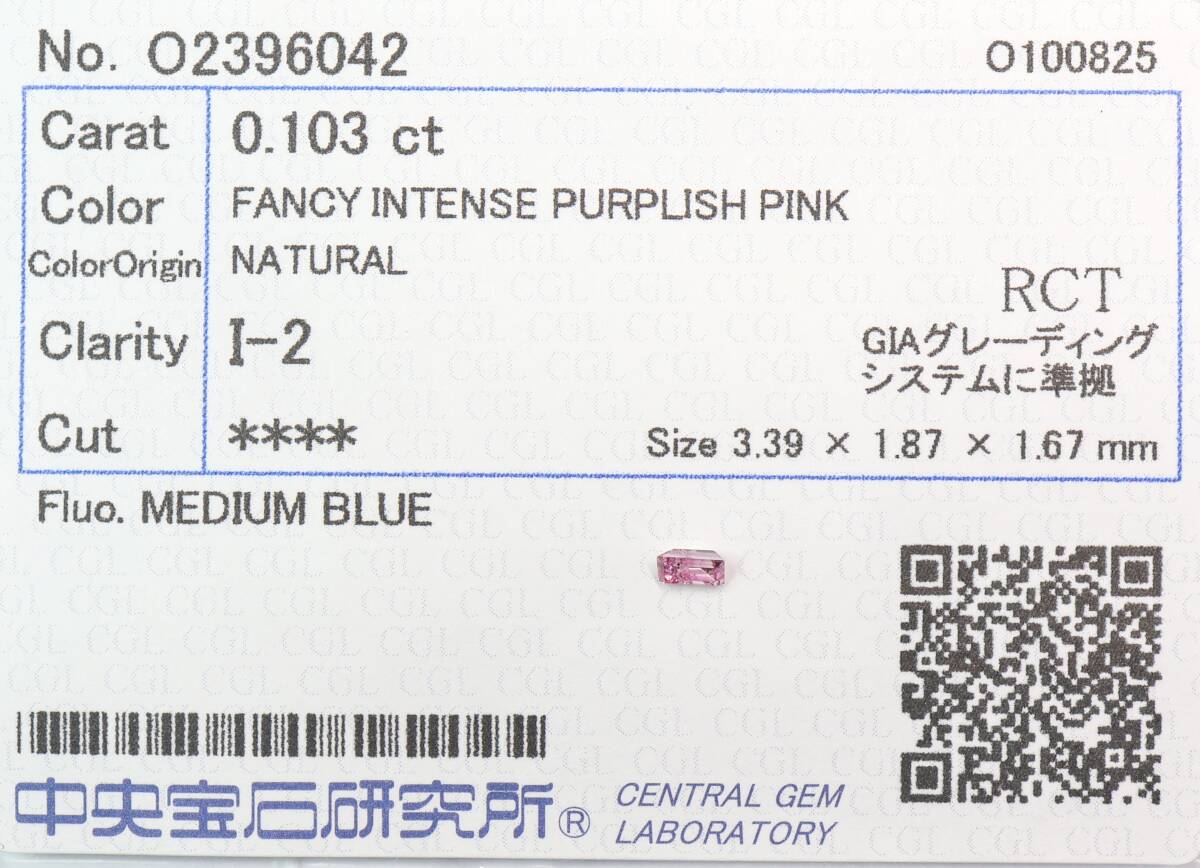 No. O2396042 O100825
Carat 0.103 ct
Color FANCY INTENSE PURPLISH PINK
ColorOrigin NATURAL
RCT
Clarity I-2
GIAグレーディング
システムに準拠
Cut ****
Size 3.39 × 1.87 × 1.67 mm
Fluo. MEDIUM BLUE
中央宝石研究所®
CENTRAL GEM
LABORATORY